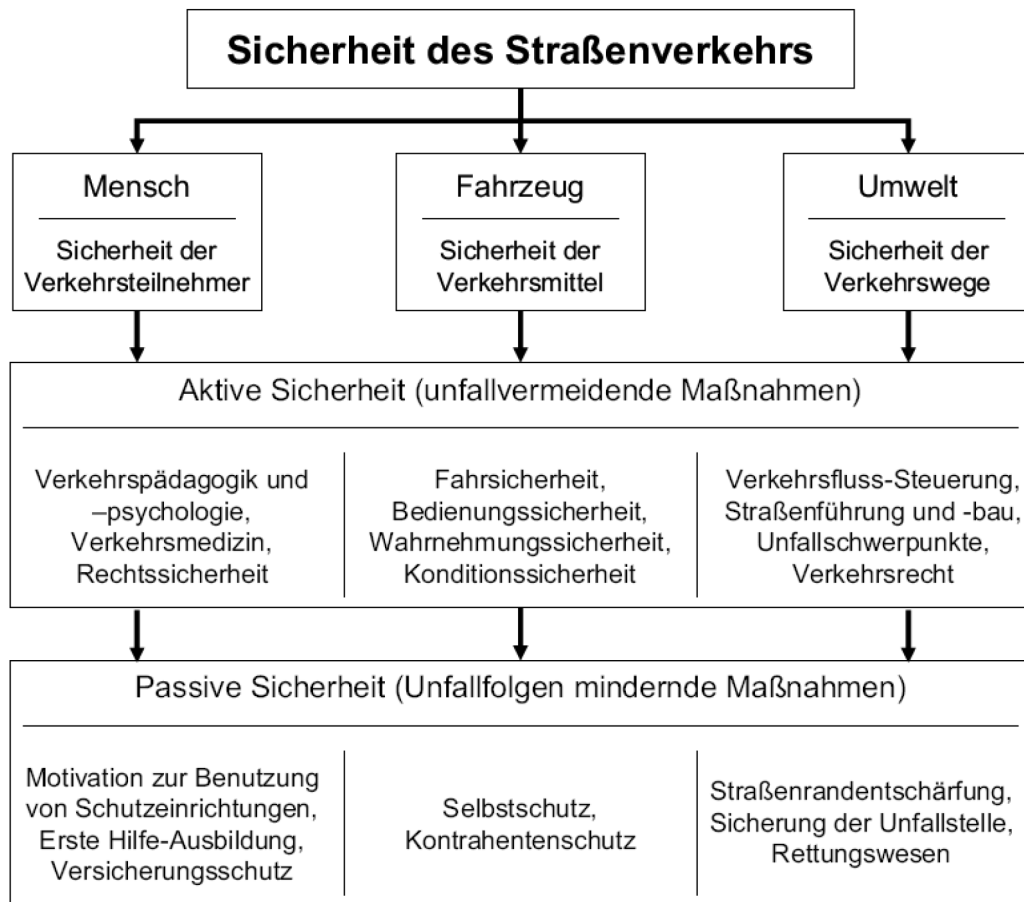 Sicherheit des Straßenverkehrs
Mensch
Sicherheit der
Verkehrsteilnehmer
Fahrzeug
Sicherheit der
Verkehrsmittel
Umwelt
Sicherheit der
Verkehrswege
Aktive Sicherheit (unfallvermeidende Maßnahmen)
Verkehrspädagogik und
–psychologie,
Verkehrsmedizin,
Rechtssicherheit
Fahrsicherheit,
Bedienungssicherheit,
Wahrnehmungssicherheit,
Konditionssicherheit
Verkehrsfluss-Steuerung,
Straßenführung und -bau,
Unfallschwerpunkte,
Verkehrsrecht
Passive Sicherheit (Unfallfolgen mindernde Maßnahmen)
Motivation zur Benutzung
von Schutzeinrichtungen,
Erste Hilfe-Ausbildung,
Versicherungsschutz
Selbstschutz,
Kontrahentenschutz
Straßenrandentschärfung,
Sicherung der Unfallstelle,
Rettungswesen